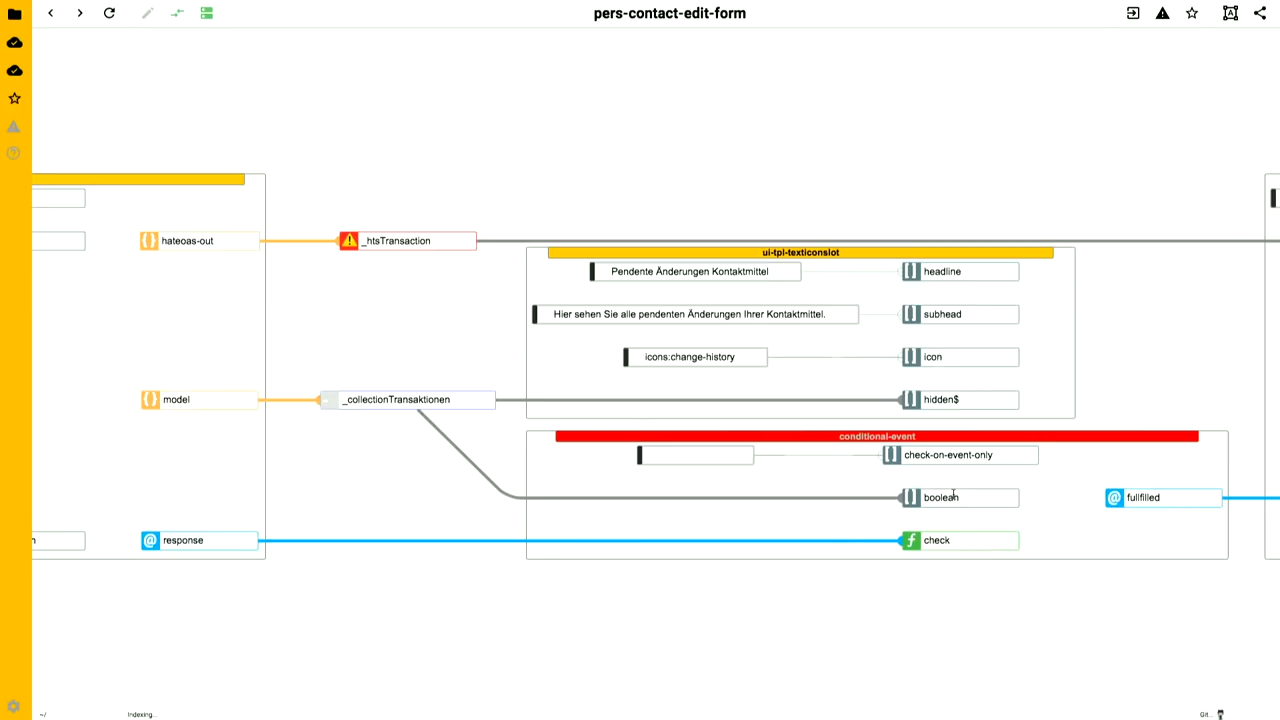 pers-contact-edit-form
hateoas-out
_htsTransaction
ui-tpl-texticonslot
Pendente Änderungen Kontaktmittel
headline
Hier sehen Sie alle pendenten Änderungen Ihrer Kontaktmittel.
subhead
icons:change-history
icon
model
_collectionTransaktionen
hidden$
conditional-event
check-on-event-only
boolean
fullfilled
n
response
check
~/
Indexing...
Git...